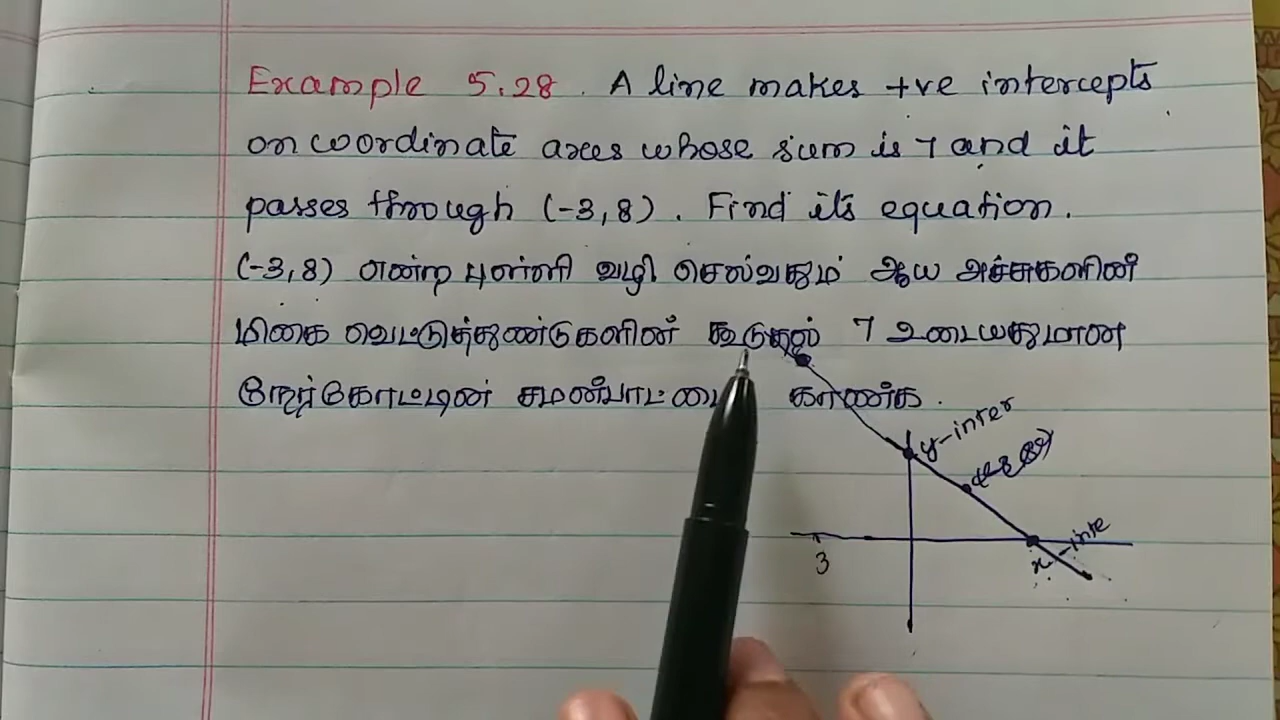 Example 5.28. A line makes +ve intercepts
on coordinate axes whose sum is 7 and it
passes through (-3,8). Find its equation.
(-3,8) என்ற புள்ளி வழி செல்வதும் ஆய அச்சுகளின்
மிகை வெட்டுத்துண்டுகளின் கூடுதல் 7 உடையதுமான
நேர்கோட்டின் சமன்பாட்டை காண்க.
y-inter
x-inte
3